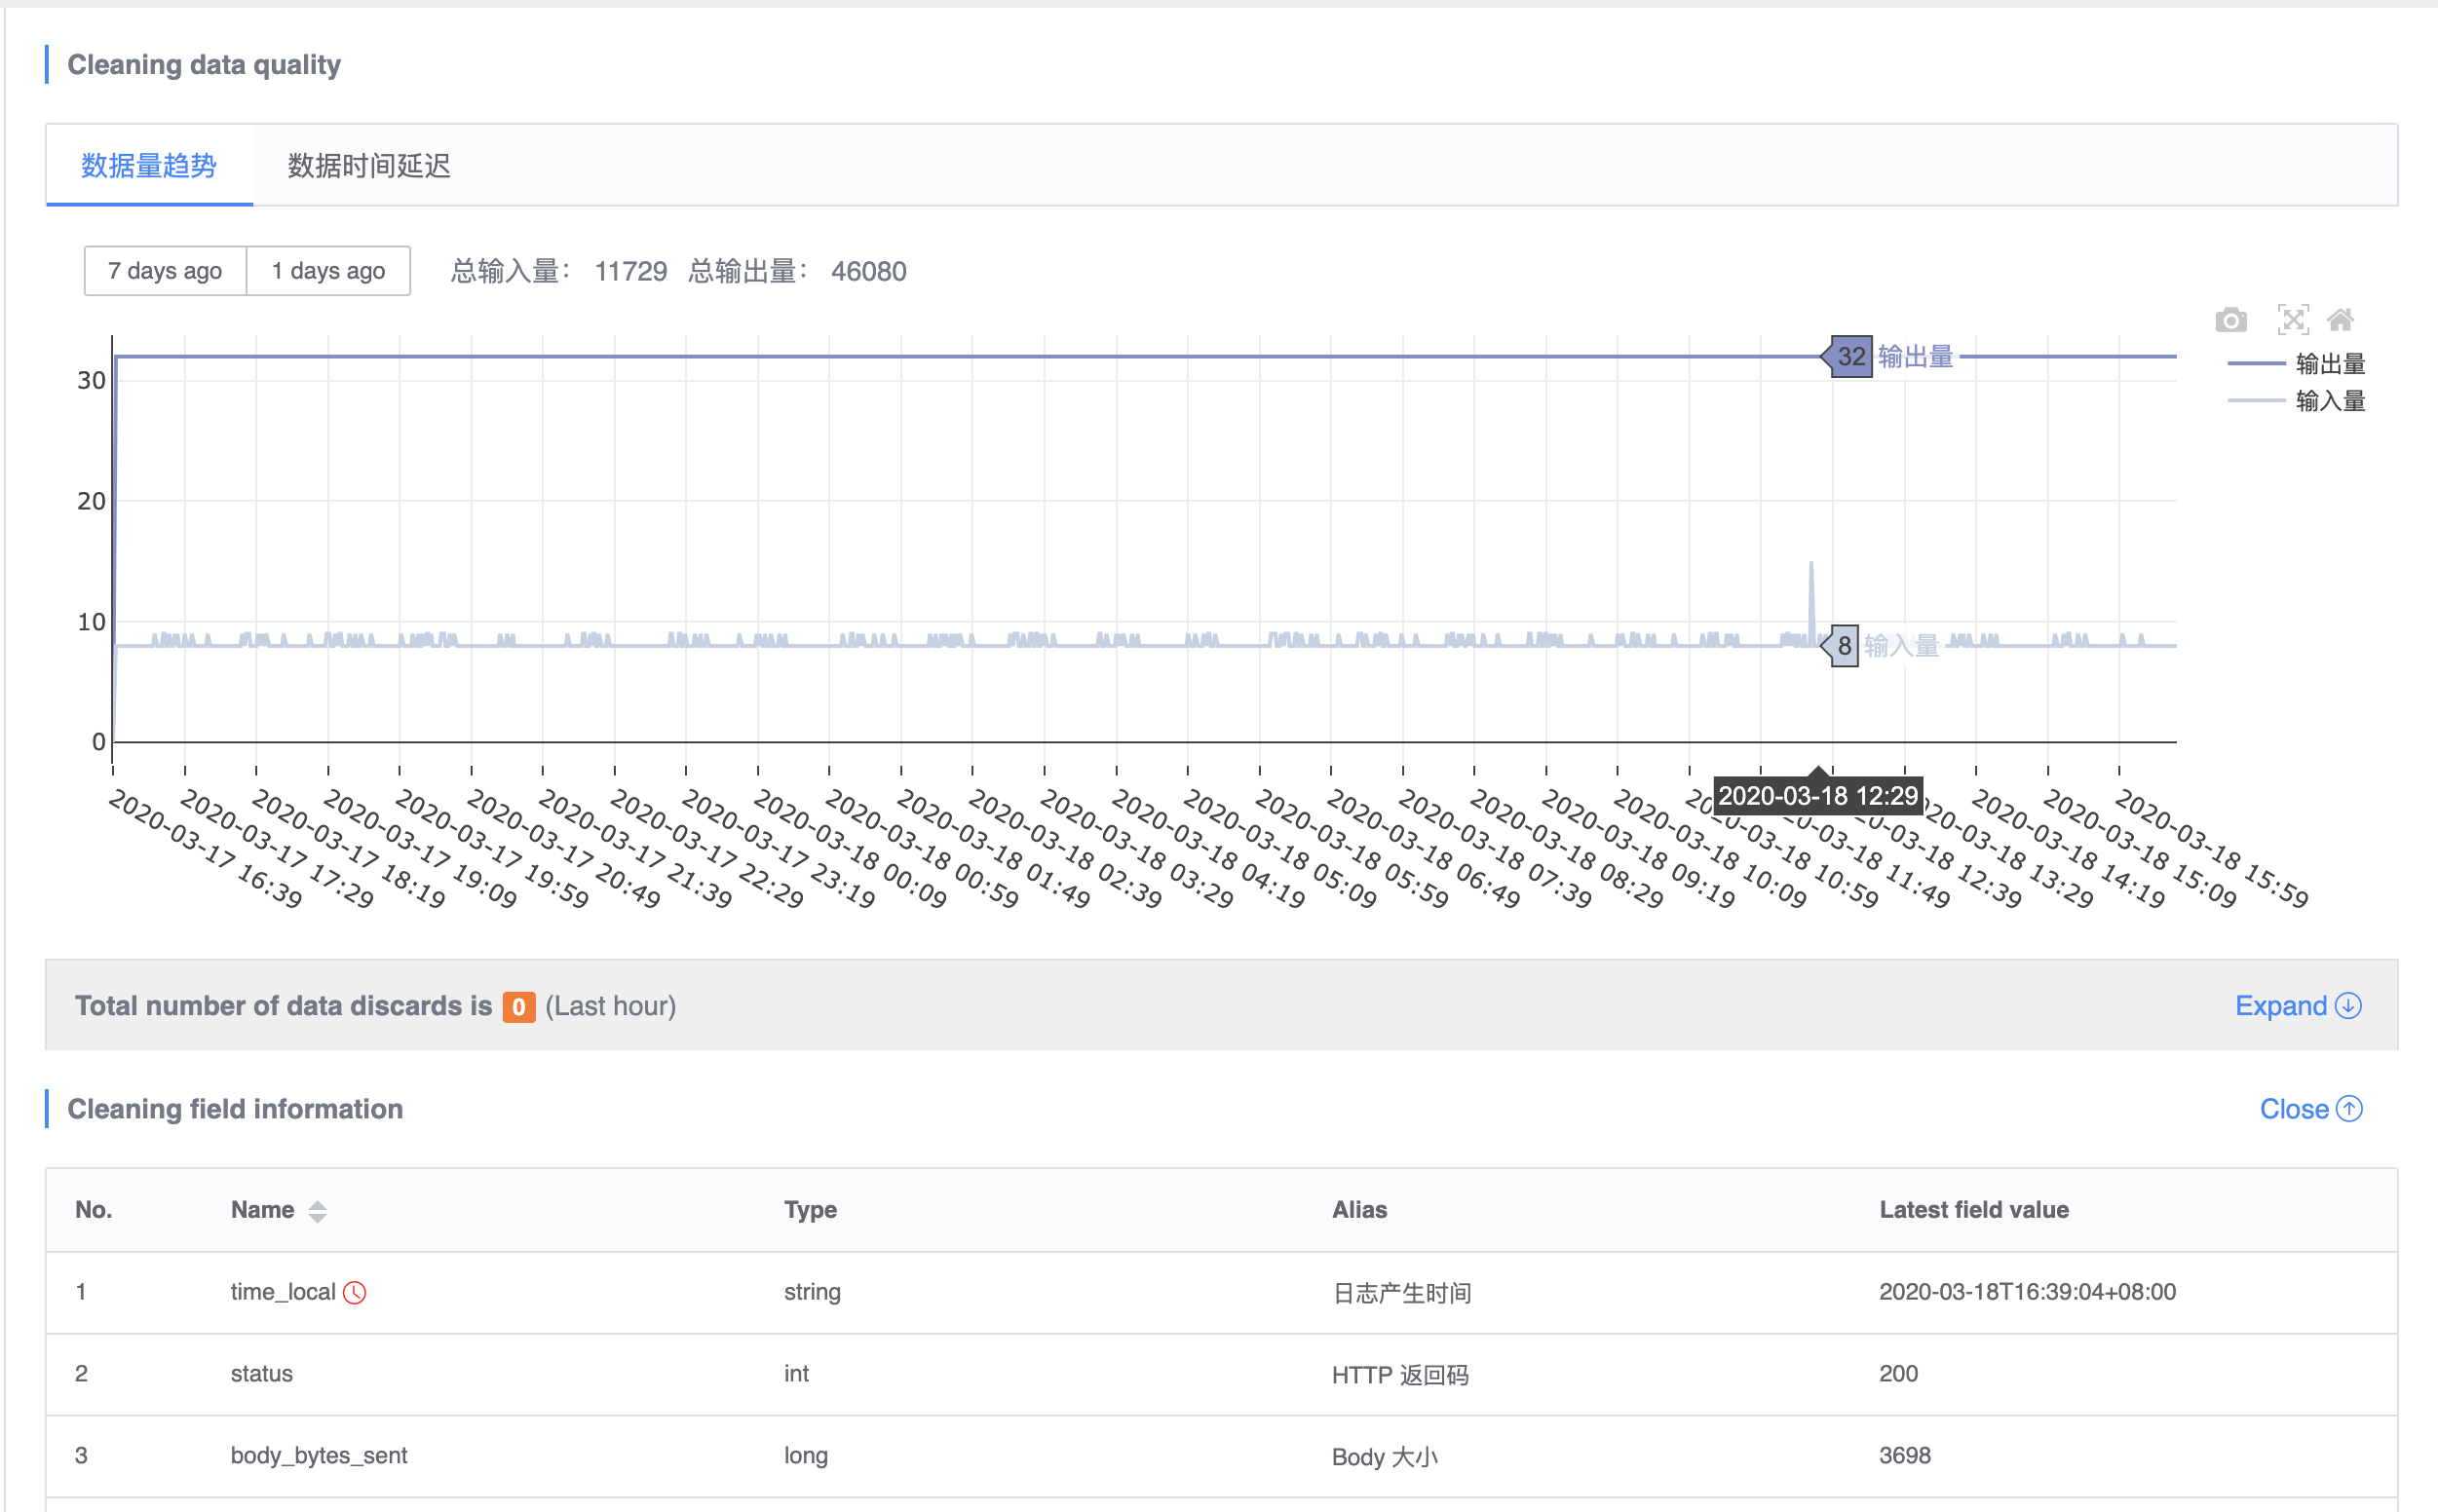 Cleaning data quality
数据量趋势 数据时间延迟
7 days ago 1 days ago 总输入量： 11729 总输出量： 46080
输出量
输入量
30
20
10
0
32 输出量
8 输入量
2020-03-18 12:29
2020-03-17 16:39
2020-03-17 17:29
2020-03-17 18:19
2020-03-17 19:09
2020-03-17 19:59
2020-03-17 20:49
2020-03-17 21:39
2020-03-17 22:29
2020-03-17 23:19
2020-03-18 00:09
2020-03-18 00:59
2020-03-18 01:49
2020-03-18 02:39
2020-03-18 03:29
2020-03-18 04:19
2020-03-18 05:09
2020-03-18 05:59
2020-03-18 06:49
2020-03-18 07:39
2020-03-18 08:29
2020-03-18 09:19
2020-03-18 10:09
2020-03-18 10:59
2020-03-18 11:49
2020-03-18 12:39
2020-03-18 13:29
2020-03-18 14:19
2020-03-18 15:09
2020-03-18 15:59
Total number of data discards is 0 (Last hour) Expand
Cleaning field information Close
No. Name Type Alias Latest field value
1 time_local string 日志产生时间 2020-03-18T16:39:04+08:00
2 status int HTTP 返回码 200
3 body_bytes_sent long Body 大小 3698